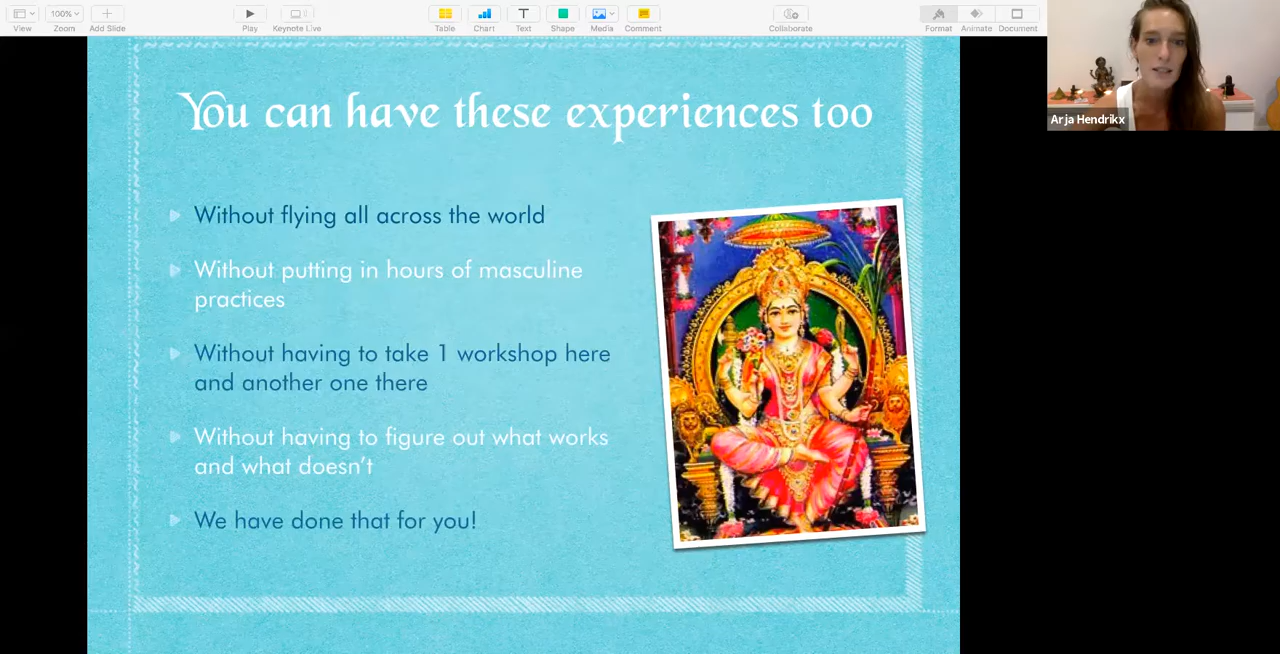 View
100%
Zoom
Add Slide
Play
Keynote Live
Table
Chart
Text
Shape
Media
Comment
Collaborate
Format
Animate
Document
Arja Hendrikx
You can have these experiences too
Without flying all across the world
Without putting in hours of masculine
practices
Without having to take 1 workshop here
and another one there
Without having to figure out what works
and what doesn’t
We have done that for you!